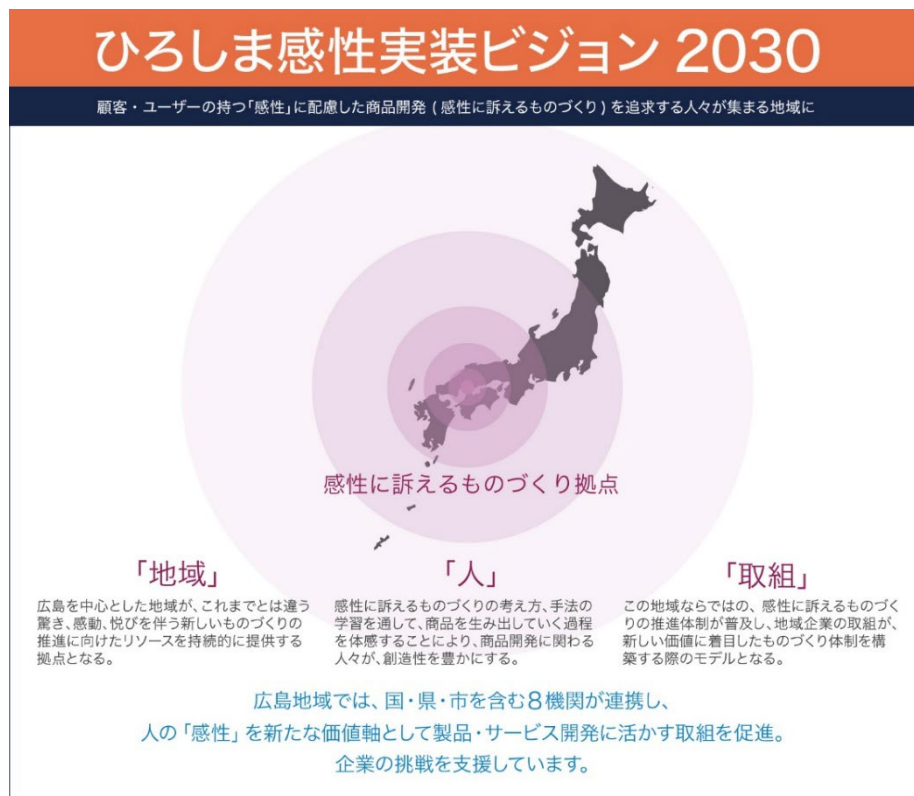 ひろしま感性実装ビジョン 2030
顧客・ユーザーの持つ「感性」に配慮した商品開発(感性に訴えるものづくり)を追求する人々が集まる地域に
感性に訴えるものづくり拠点
「地域」
広島を中心とした地域が、これまでとは違う
驚き、感動、悦びを伴う新しいものづくりの
推進に向けたリソースを持続的に提供する
拠点となる。
「人」
感性に訴えるものづくりの考え方、手法の
学習を通して、商品を生み出していく過程
を体感することにより、商品開発に関わる
人々が、創造性を豊かにする。
「取組」
この地域ならではの、感性に訴えるものづく
りの推進体制が普及し、地域企業の取組が、
新しい価値に着目したものづくり体制を構
築する際のモデルとなる。
広島地域では、国・県・市を含む8機関が連携し、
人の「感性」を新たな価値軸として製品・サービス開発に活かす取組を促進。
企業の挑戦を支援しています。